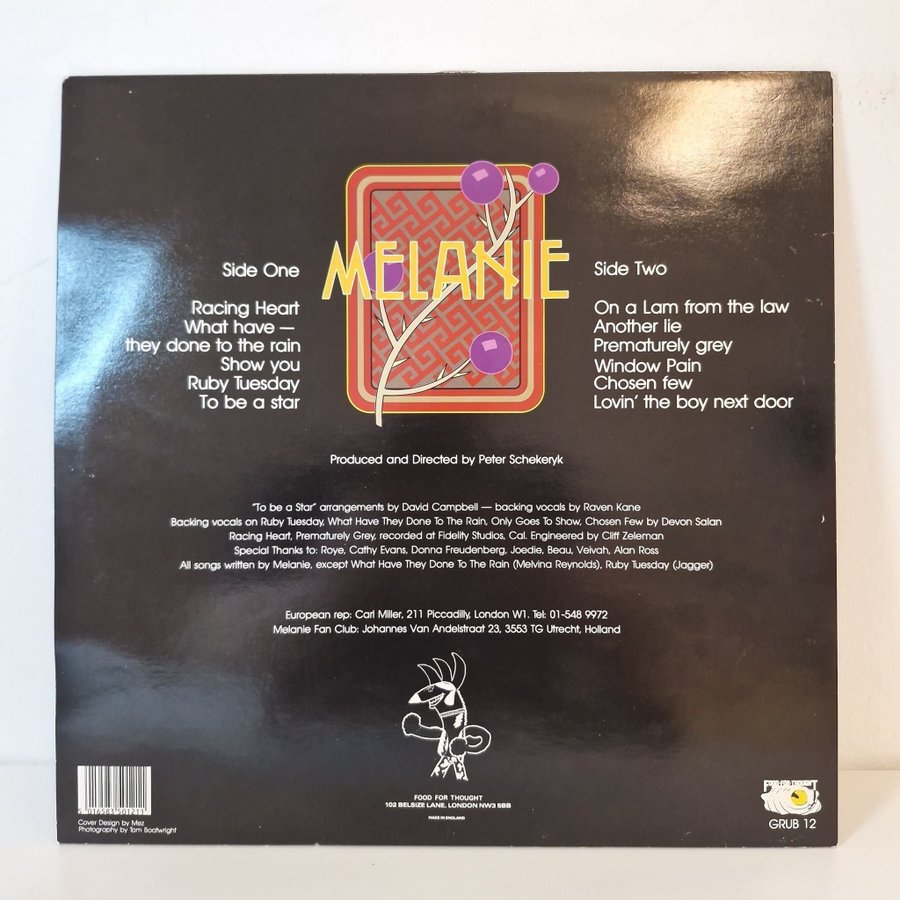 MELANIE
Side One
Racing Heart
What have —
they done to the rain
Show you
Ruby Tuesday
To be a star
Side Two
On a Lam from the law
Another lie
Prematurely grey
Window Pain
Chosen few
Lovin' the boy next door
Produced and Directed by Peter Schekeryk
"To be a Star" arrangements by David Campbell — backing vocals by Raven Kane
Backing vocals on Ruby Tuesday, What Have They Done To The Rain, Only Goes To Show, Chosen Few by Devon Salan
Racing Heart, Prematurely Grey, recorded at Fidelity Studios, Cal. Engineered by Cliff Zeleman
Special Thanks to: Roye, Cathy Evans, Donna Freudenberg, Joedie, Beau, Veivah, Alan Ross
All songs written by Melanie, except What Have They Done To The Rain (Melvina Reynolds), Ruby Tuesday (Jagger)
European rep: Carl Miller, 211 Piccadilly, London W1. Tel: 01-548 9972
Melanie Fan Club: Johannes Van Andelstraat 23, 3553 TG Utrecht, Holland
FOOD FOR THOUGHT
102 BELSIZE LANE, LONDON NW3 5BB
MADE IN ENGLAND
5 016583 501211
Cover Design by Mez
Photography by Tom Boatwright
FOOD FOR THOUGHT
GRUB 12